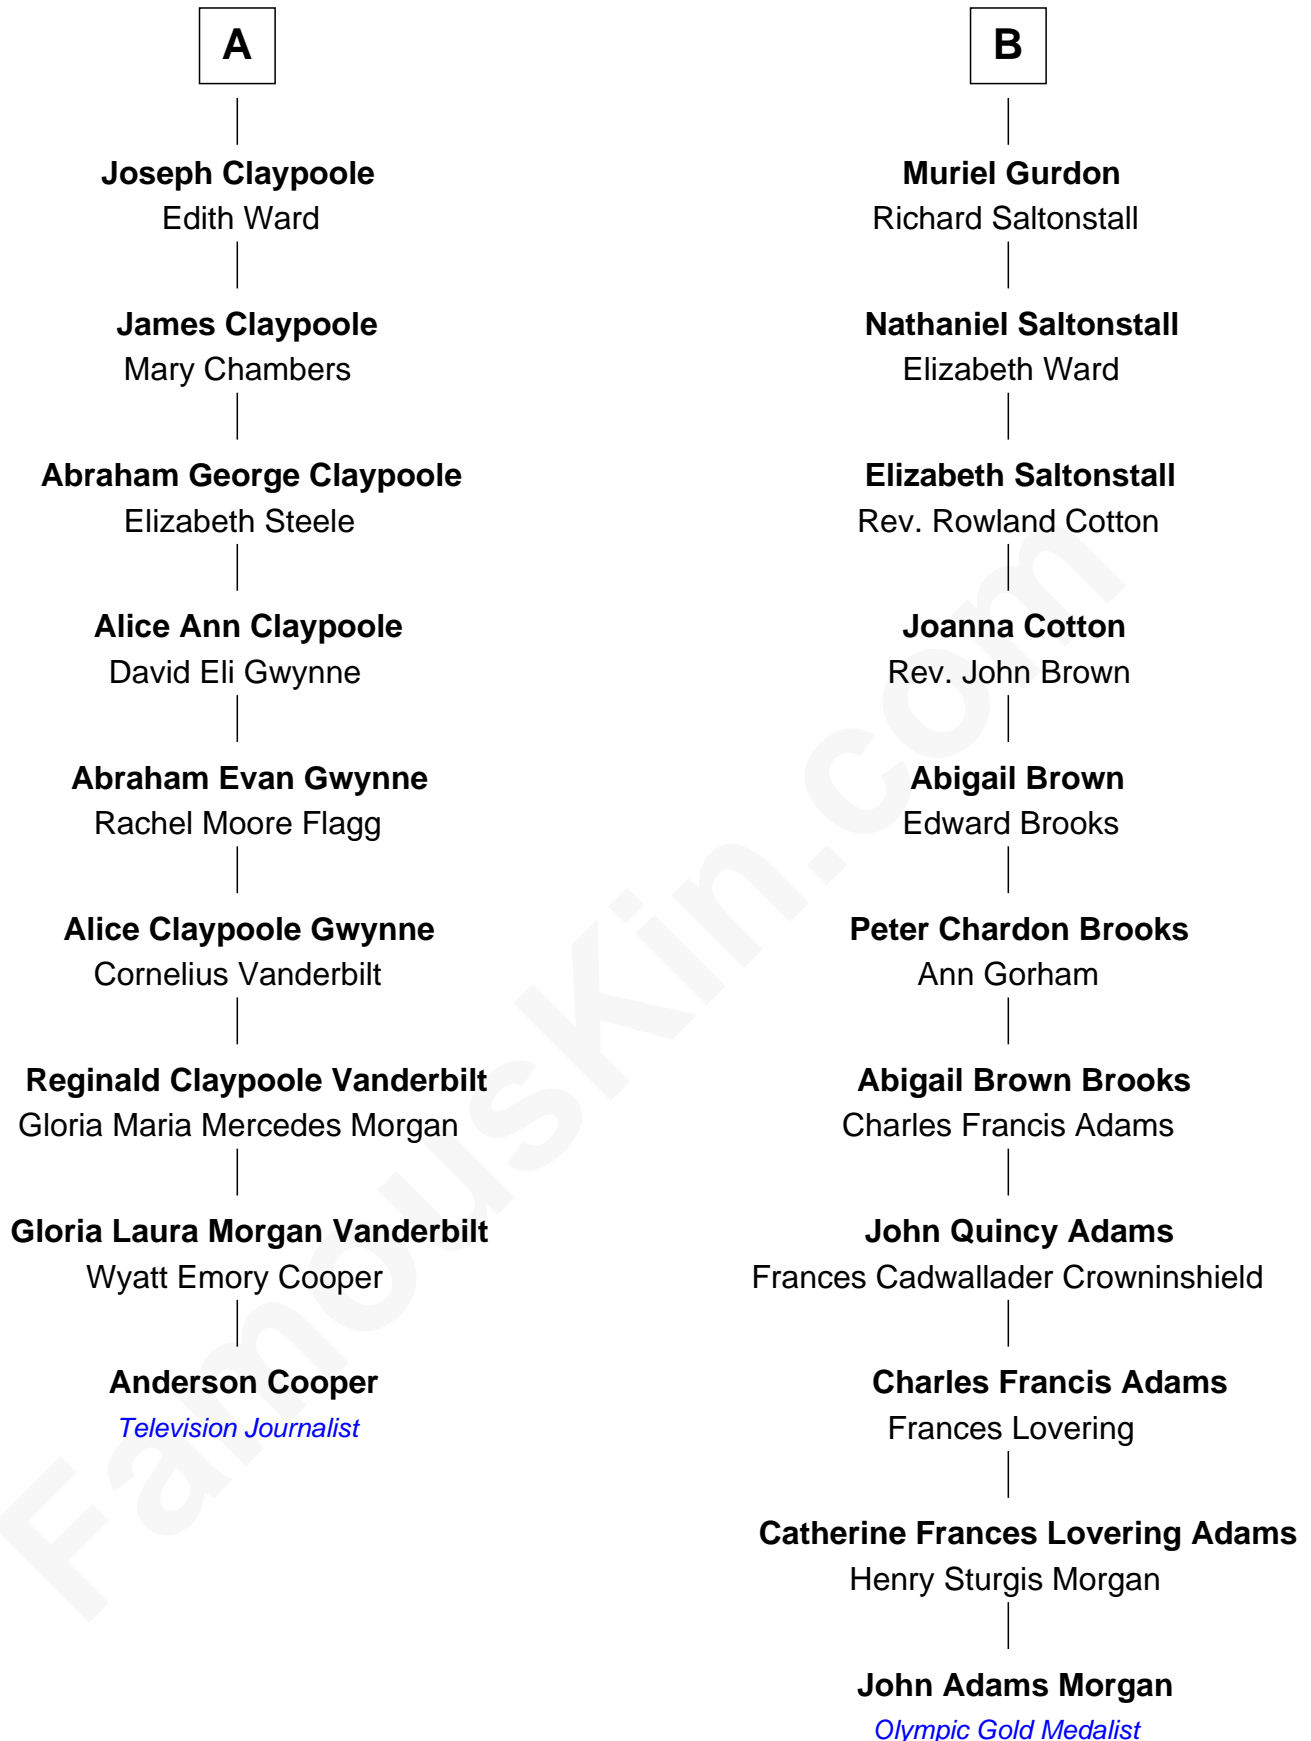 A
Joseph Claypoole
Edith Ward
James Claypoole
Mary Chambers
Abraham George Claypoole
Elizabeth Steele
Alice Ann Claypoole
David Eli Gwynne
Abraham Evan Gwynne
Rachel Moore Flagg
Alice Claypoole Gwynne
Cornelius Vanderbilt
Reginald Claypoole Vanderbilt
Gloria Maria Mercedes Morgan
Gloria Laura Morgan Vanderbilt
Wyatt Emory Cooper
Anderson Cooper
Television Journalist
B
Muriel Gurdon
Richard Saltonstall
Nathaniel Saltonstall
Elizabeth Ward
Elizabeth Saltonstall
Rev. Rowland Cotton
Joanna Cotton
Rev. John Brown
Abigail Brown
Edward Brooks
Peter Chardon Brooks
Ann Gorham
Abigail Brown Brooks
Charles Francis Adams
John Quincy Adams
Frances Cadwallader Crowninshield
Charles Francis Adams
Frances Lovering
Catherine Frances Lovering Adams
Henry Sturgis Morgan
John Adams Morgan
Olympic Gold Medalist
FamousKin.com